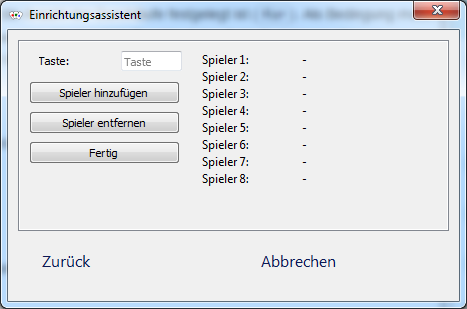 Einrichtungsassistent
Taste: Taste
Spieler hinzufügen
Spieler entfernen
Fertig
Spieler 1: -
Spieler 2: -
Spieler 3: -
Spieler 4: -
Spieler 5: -
Spieler 6: -
Spieler 7: -
Spieler 8: -
Zurück
Abbrechen